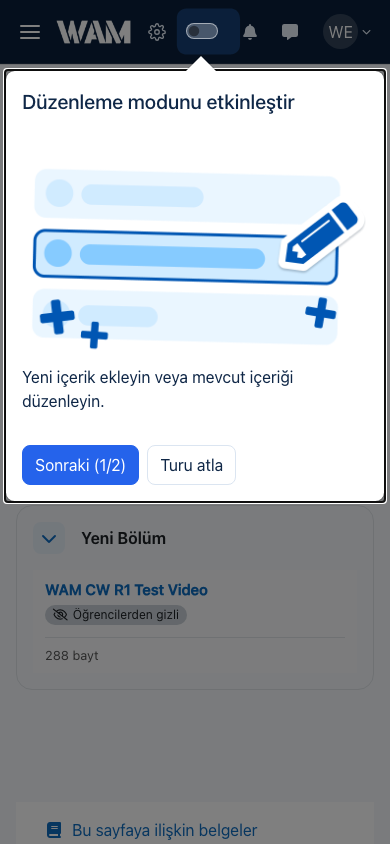 WAM
WE
Düzenleme modunu etkinleştir
Yeni içerik ekleyin veya mevcut içeriği
düzenleyin.
Sonraki (1/2)
Turu atla
Yeni Bölüm
WAM CW R1 Test Video
Öğrencilerden gizli
288 bayt
Bu sayfaya ilişkin belgeler